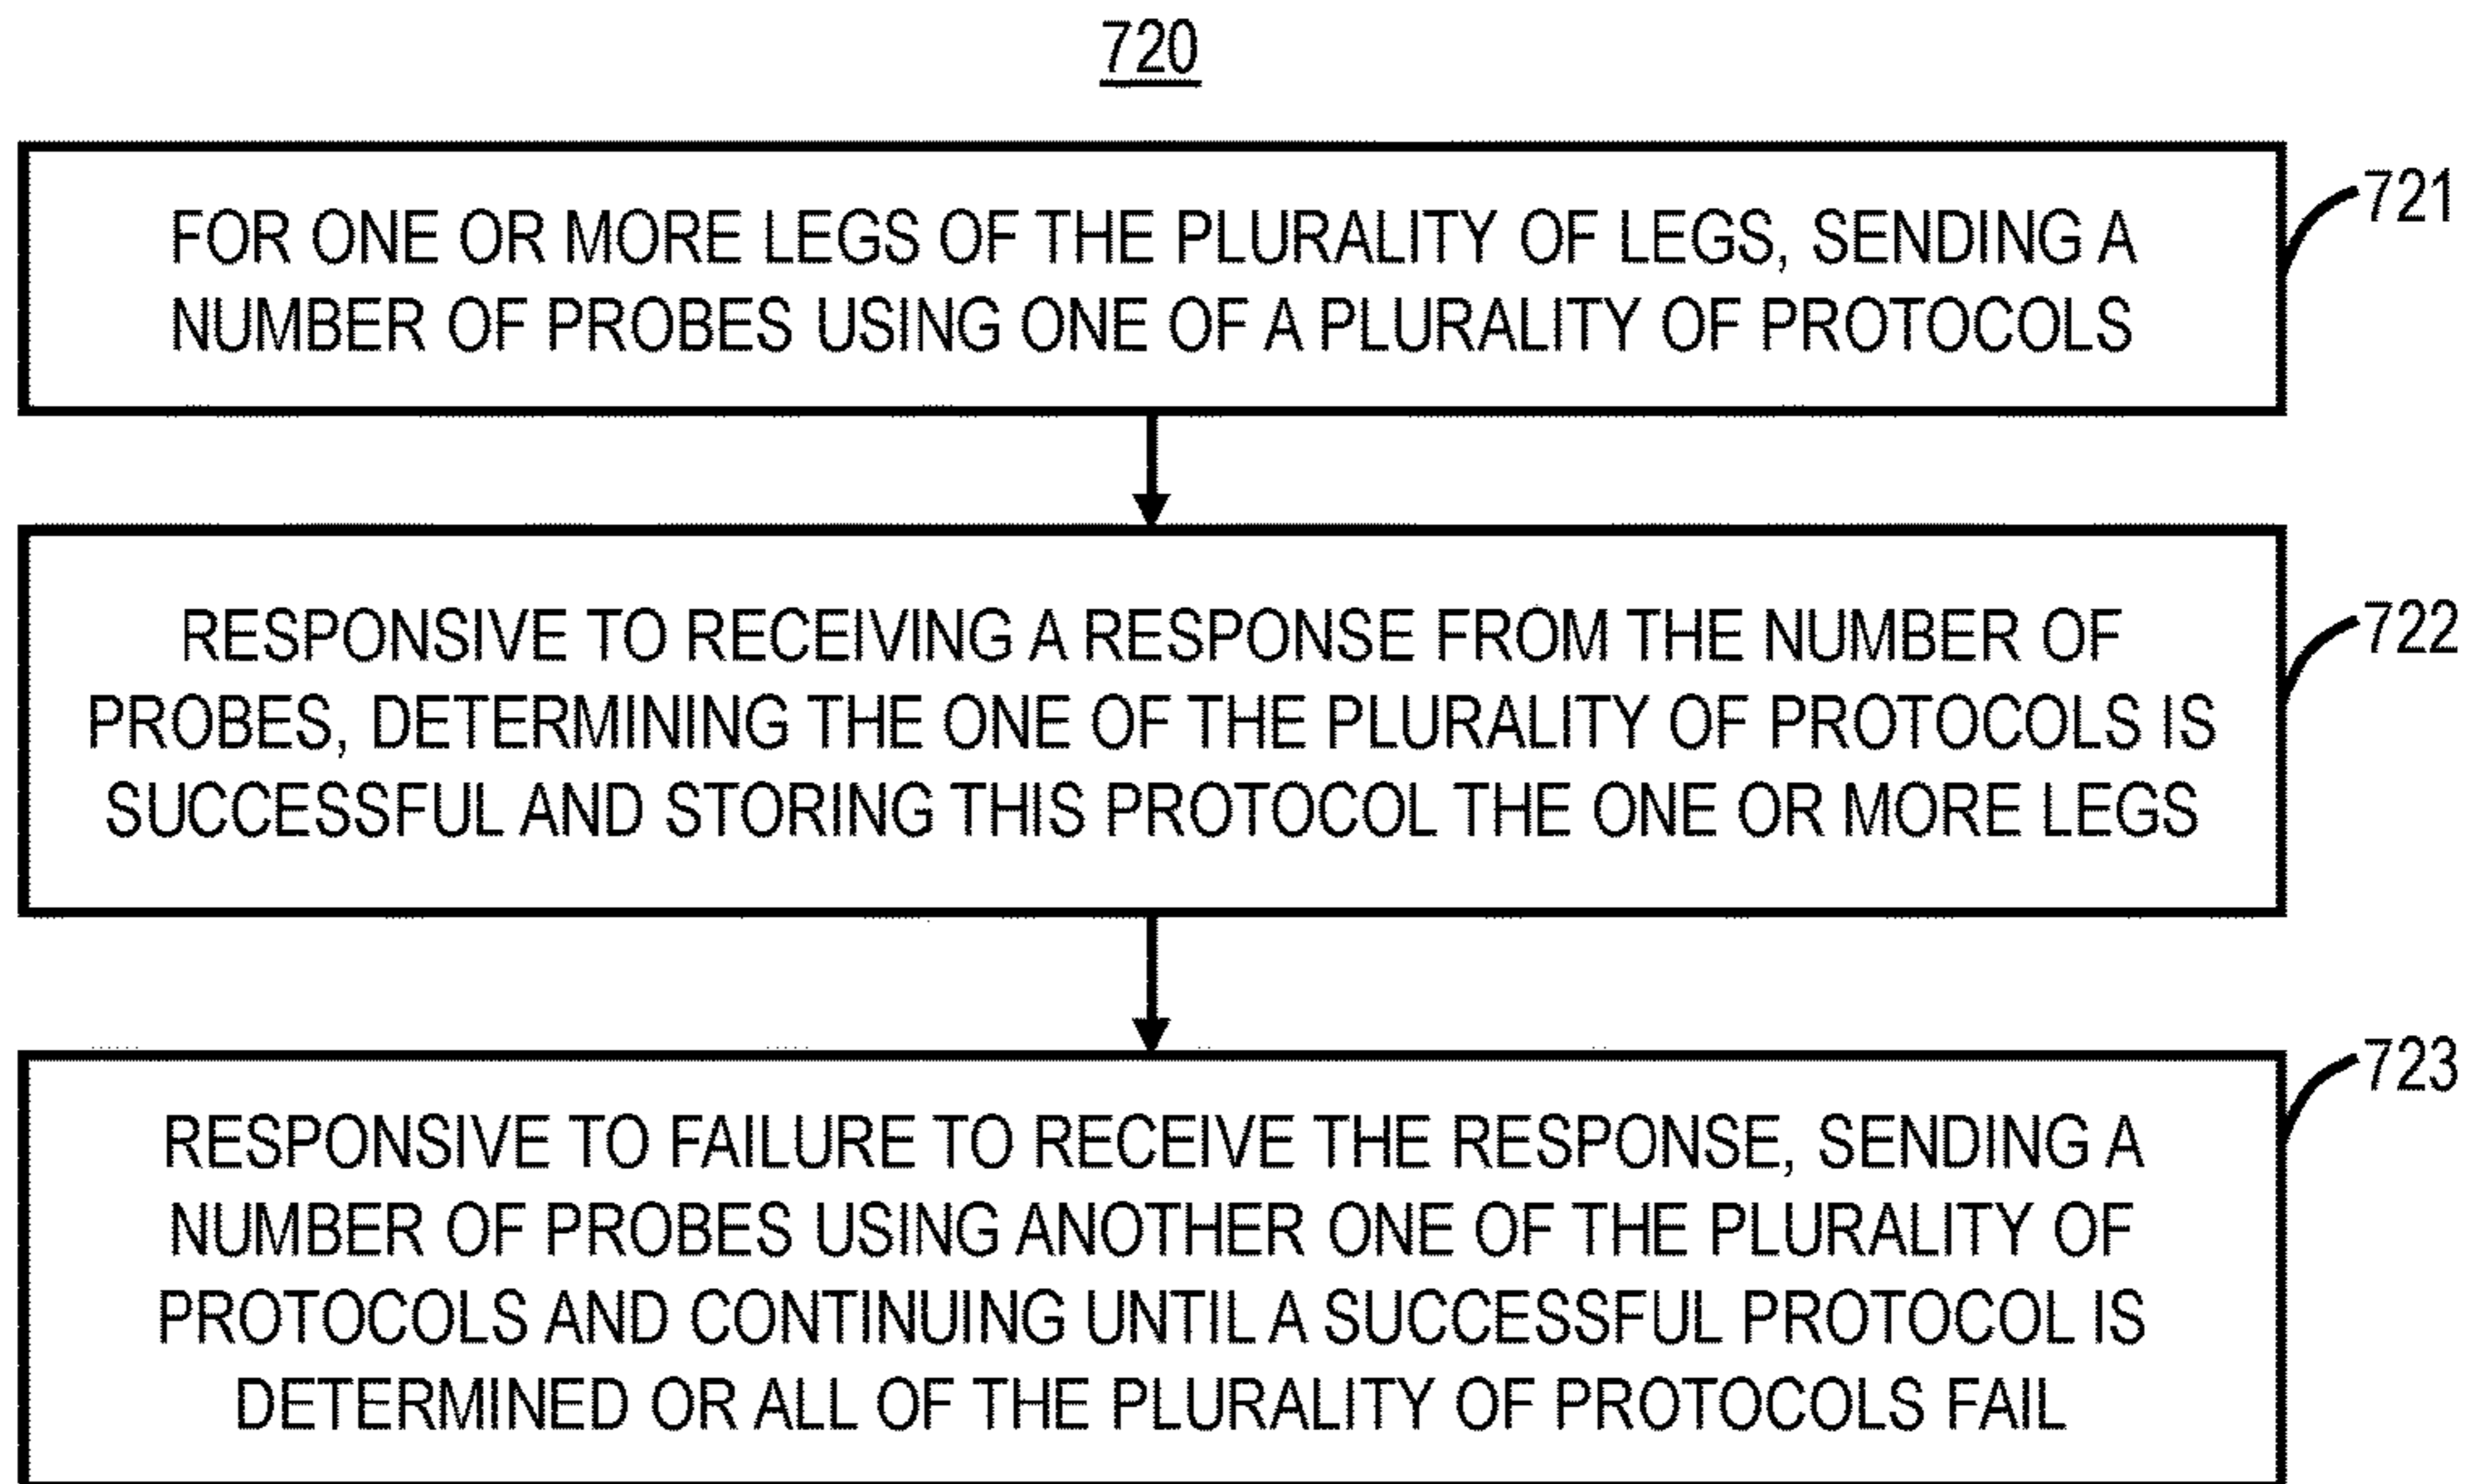 720
FOR ONE OR MORE LEGS OF THE PLURALITY OF LEGS, SENDING A
NUMBER OF PROBES USING ONE OF A PLURALITY OF PROTOCOLS
721
RESPONSIVE TO RECEIVING A RESPONSE FROM THE NUMBER OF
PROBES, DETERMINING THE ONE OF THE PLURALITY OF PROTOCOLS IS
SUCCESSFUL AND STORING THIS PROTOCOL THE ONE OR MORE LEGS
722
RESPONSIVE TO FAILURE TO RECEIVE THE RESPONSE, SENDING A
NUMBER OF PROBES USING ANOTHER ONE OF THE PLURALITY OF
PROTOCOLS AND CONTINUING UNTIL A SUCCESSFUL PROTOCOL IS
DETERMINED OR ALL OF THE PLURALITY OF PROTOCOLS FAIL
723